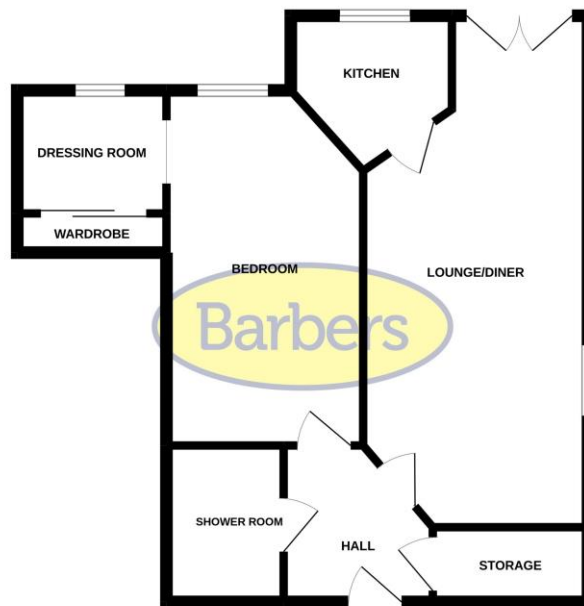 KITCHEN
DRESSING ROOM
WARDROBE
BEDROOM
LOUNGE/DINER
Barbers
SHOWER ROOM
HALL
STORAGE